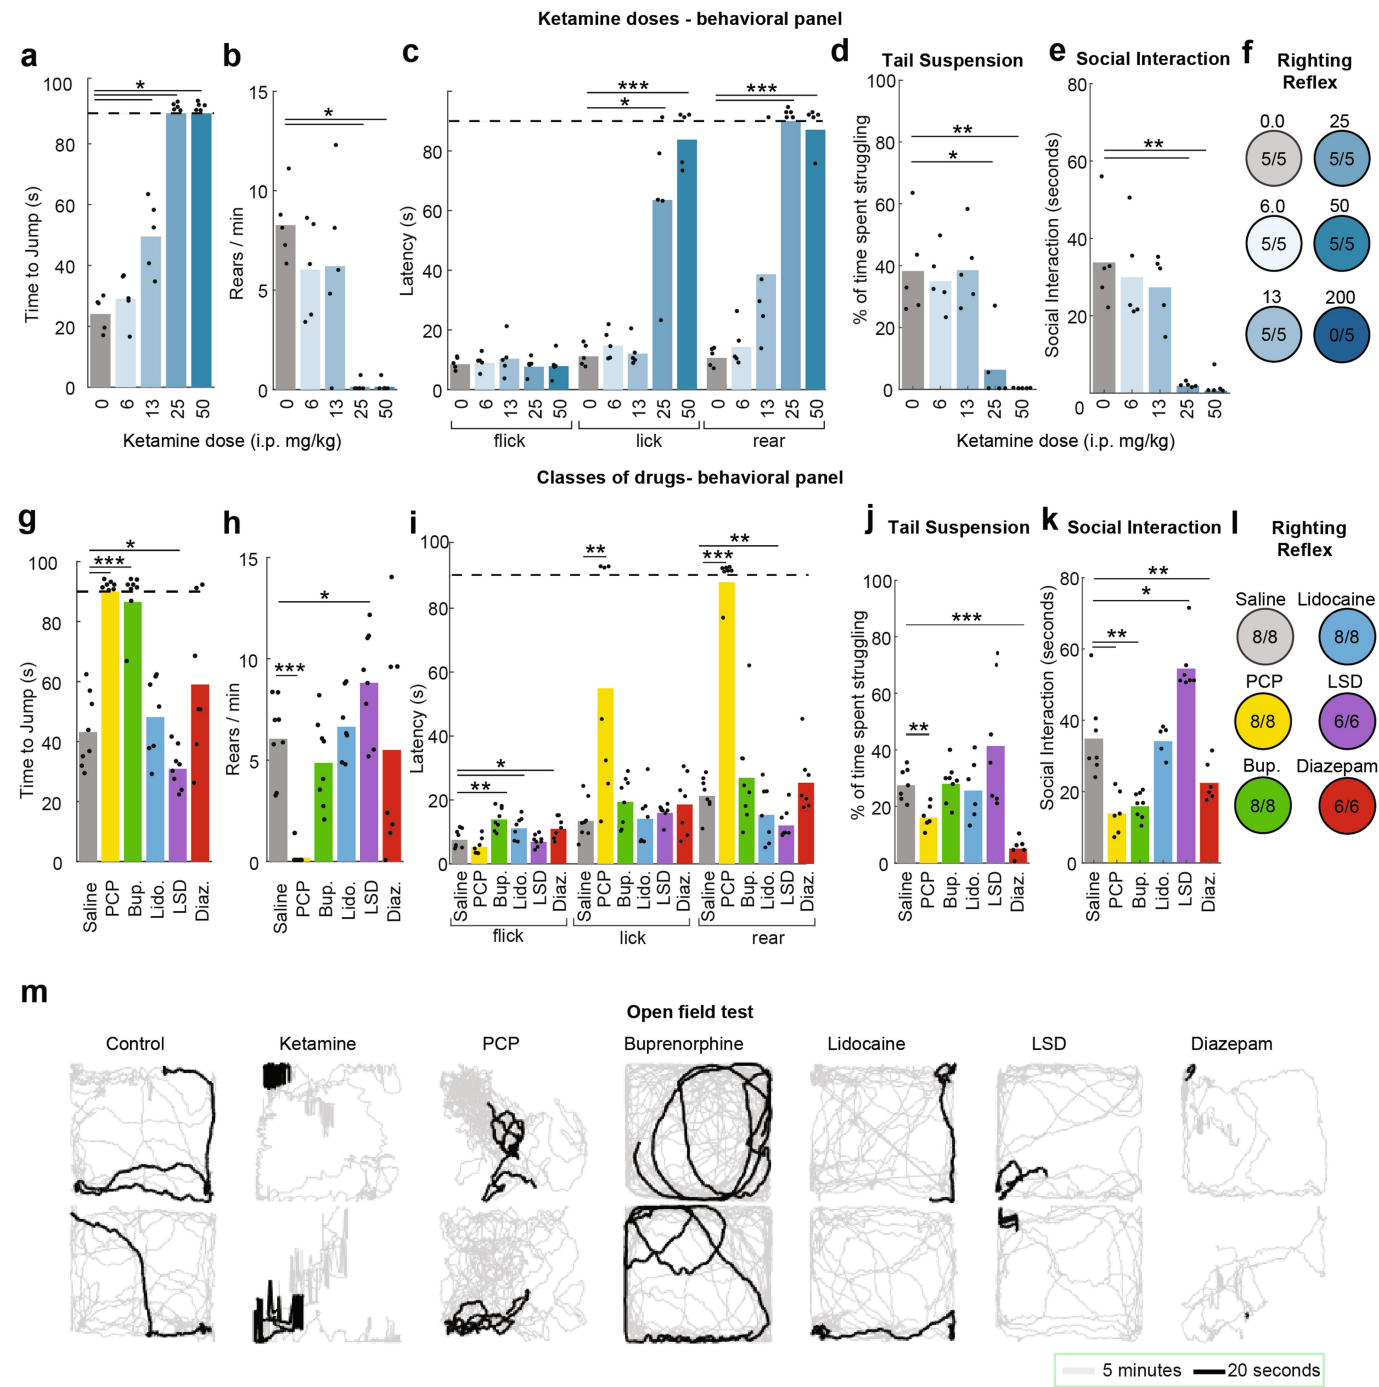 Ketamine doses - behavioral panel
a
Time to Jump (s)
100
80
60
40
20
0
*
0 6 13 25 50
b
Rears / min
15
10
5
0
*
0 6 13 25 50
Ketamine dose (i.p. mg/kg)
c
Latency (s)
100
80
60
40
20
0
***
*
***
0 6 13 25 50 0 6 13 25 50 0 6 13 25 50
flick lick rear
d
Tail Suspension
% of time spent struggling
100
80
60
40
20
0
**
*
0 6 13 25 50
e
Social Interaction
Social Interaction (seconds)
80
60
40
20
0
**
0 6 13 25 50
Ketamine dose (i.p. mg/kg)
f
Righting
Reflex
0.0 25
5/5 5/5
6.0 50
5/5 5/5
13 200
5/5 0/5
Classes of drugs- behavioral panel
g
Time to Jump (s)
100
80
60
40
20
0
*
***
Saline PCP Bup. Lido. LSD Diaz.
h
Rears / min
15
10
5
0
*
***
Saline PCP Bup. Lido. LSD Diaz.
i
Latency (s)
100
80
60
40
20
0
*
**
**
**
***
Saline PCP Bup. Lido. LSD Diaz. Saline PCP Bup. Lido. LSD Diaz. Saline PCP Bup. Lido. LSD Diaz.
flick lick rear
j
Tail Suspension
% of time spent struggling
100
80
60
40
20
0
***
**
Saline PCP Bup. Lido. LSD Diaz.
k
Social Interaction
Social Interaction (seconds)
80
60
40
20
0
**
*
**
Saline PCP Bup. Lido. LSD Diaz.
l
Righting
Reflex
Saline Lidocaine
8/8 8/8
PCP LSD
8/8 6/6
Bup. Diazepam
8/8 6/6
m
Open field test
Control Ketamine PCP Buprenorphine Lidocaine LSD Diazepam
5 minutes 20 seconds